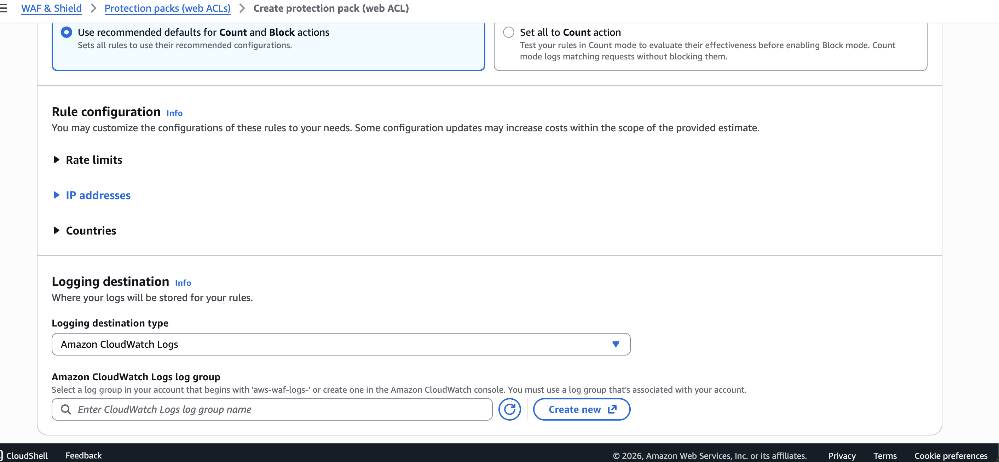 WAF & Shield > Protection packs (web ACLs) > Create protection pack (web ACL)
Use recommended defaults for Count and Block actions
Sets all rules to use their recommended configurations.
Set all to Count action
Test your rules in Count mode to evaluate their effectiveness before enabling Block mode. Count
mode logs matching requests without blocking them.
Rule configuration Info
You may customize the configurations of these rules to your needs. Some configuration updates may increase costs within the scope of the provided estimate.
Rate limits
IP addresses
Countries
Logging destination Info
Where your logs will be stored for your rules.
Logging destination type
Amazon CloudWatch Logs
Amazon CloudWatch Logs log group
Select a log group in your account that begins with 'aws-waf-logs-' or create one in the Amazon CloudWatch console. You must use a log group that's associated with your account.
Enter CloudWatch Logs log group name
Create new
CloudShell Feedback © 2026, Amazon Web Services, Inc. or its affiliates. Privacy Terms Cookie preferences